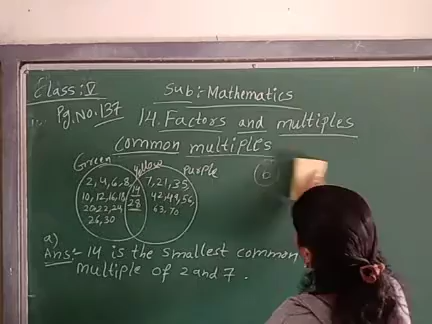 Class:- V
Sub:- Mathematics
Pg. No. 137
14. Factors and multiples
common multiples
Green
yellow
purple
2, 4, 6, 8,
10, 12, 16, 18
20, 22, 24
26, 30
14
28
7, 21, 35,
42, 49, 56,
63, 70
a)
Ans:- 14 is the smallest common
multiple of 2 and 7.